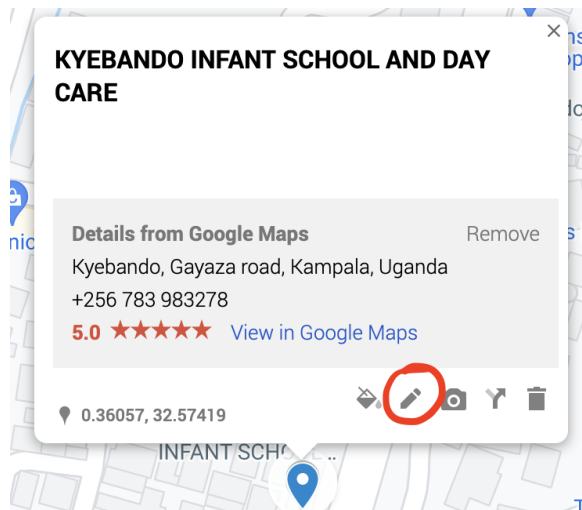 KYEBANDO INFANT SCHOOL AND DAY
CARE
Details from Google Maps
Remove
Kyebando, Gayaza road, Kampala, Uganda
+256 783 983278
5.0
View in Google Maps
0.36057, 32.57419
INFANT SCH